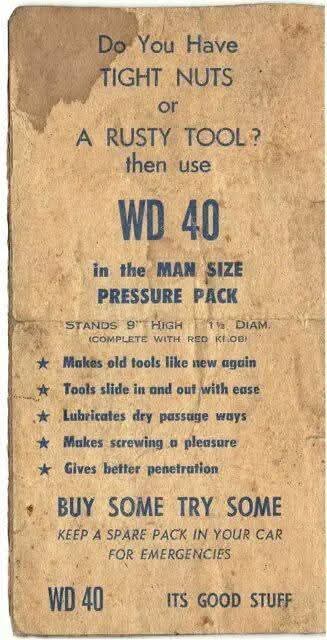 Do You Have
TIGHT NUTS
or
A RUSTY TOOL?
then use
WD 40
in the MAN SIZE
PRESSURE PACK
STANDS 9" HIGH 1½ DIAM.
(COMPLETE WITH RED KLOB)
★ Makes old tools like new again
★ Tools slide in and out with ease
★ Lubricates dry passage ways
★ Makes screwing a pleasure
★ Gives better penetration
BUY SOME TRY SOME
KEEP A SPARE PACK IN YOUR CAR
FOR EMERGENCIES
WD 40 ITS GOOD STUFF